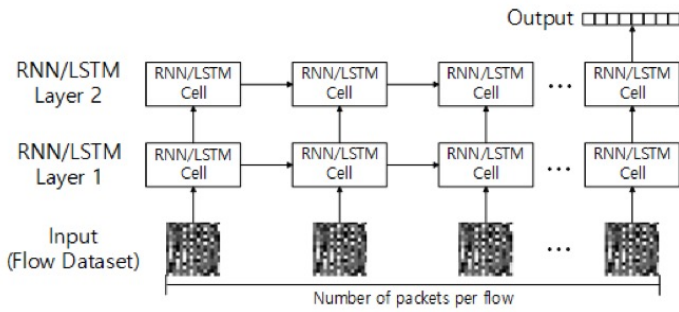 Output
RNN/LSTM
Layer 2
RNN/LSTM
Cell
RNN/LSTM
Cell
RNN/LSTM
Cell
...
RNN/LSTM
Cell
RNN/LSTM
Layer 1
RNN/LSTM
Cell
RNN/LSTM
Cell
RNN/LSTM
Cell
...
RNN/LSTM
Cell
Input
(Flow Dataset)
...
Number of packets per flow